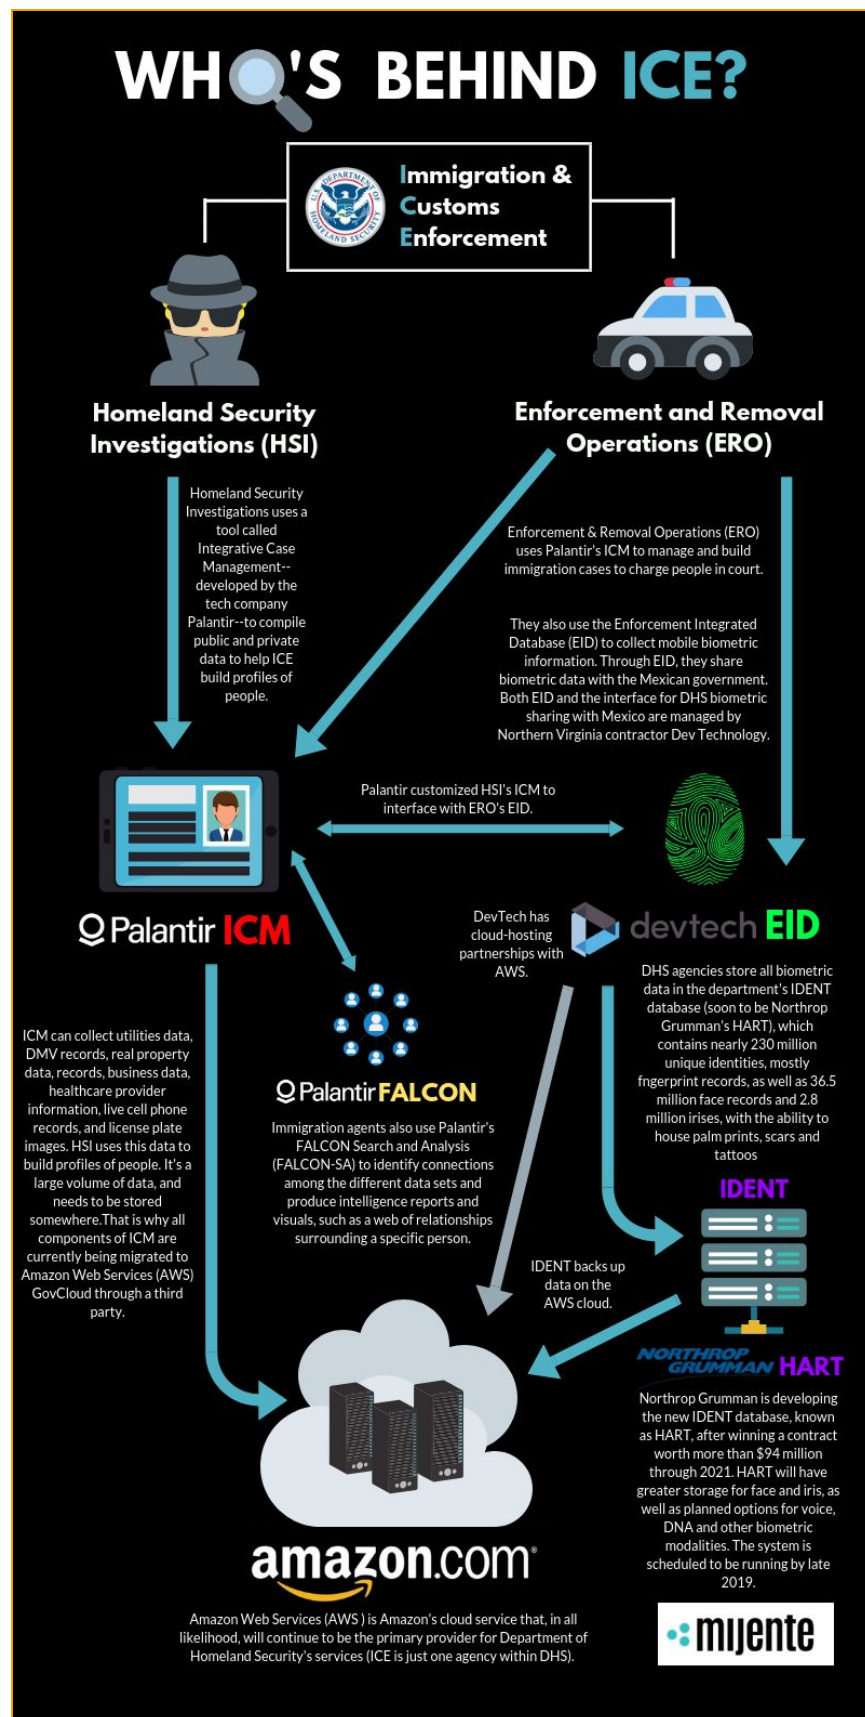 WHO'S BEHIND ICE?
U.S. DEPARTMENT OF
HOMELAND SECURITY
Immigration &
Customs
Enforcement
Homeland Security
Investigations (HSI)
Enforcement and Removal
Operations (ERO)
Homeland Security
Investigations uses a
tool called
Integrative Case
Management--
developed by the
tech company
Palantir--to compile
public and private
data to help ICE
build profiles of
people.
Enforcement & Removal Operations (ERO)
uses Palantir's ICM to manage and build
immigration cases to charge people in court.
They also use the Enforcement Integrated
Database (EID) to collect mobile biometric
information. Through EID, they share
biometric data with the Mexican government.
Both EID and the interface for DHS biometric
sharing with Mexico are managed by
Northern Virginia contractor Dev Technology.
Palantir customized HSI's ICM to
interface with ERO's EID.
Palantir ICM
DevTech has
cloud-hosting
partnerships with
AWS.
devtech EID
ICM can collect utilities data,
DMV records, real property
data, records, business data,
healthcare provider
information, live cell phone
records, and license plate
images. HSI uses this data to
build profiles of people. It's a
large volume of data, and
needs to be stored
somewhere.That is why all
components of ICM are
currently being migrated to
Amazon Web Services (AWS)
GovCloud through a third
party.
Palantir FALCON
Immigration agents also use Palantir's
FALCON Search and Analysis
(FALCON-SA) to identify connections
among the different data sets and
produce intelligence reports and
visuals, such as a web of relationships
surrounding a specific person.
DHS agencies store all biometric
data in the department's IDENT
database (soon to be Northrop
Grumman's HART), which
contains nearly 230 million
unique identities, mostly
fngerprint records, as well as 36.5
million face records and 2.8
million irises, with the ability to
house palm prints, scars and
tattoos
IDENT
IDENT backs up
data on the
AWS cloud.
NORTHROP
GRUMMAN HART
Northrop Grumman is developing
the new IDENT database, known
as HART, after winning a contract
worth more than $94 million
through 2021. HART will have
greater storage for face and iris, as
well as planned options for voice,
DNA and other biometric
modalities. The system is
scheduled to be running by late
2019.
amazon.com
Amazon Web Services (AWS ) is Amazon's cloud service that, in all
likelihood, will continue to be the primary provider for Department of
Homeland Security's services (ICE is just one agency within DHS).
mijente